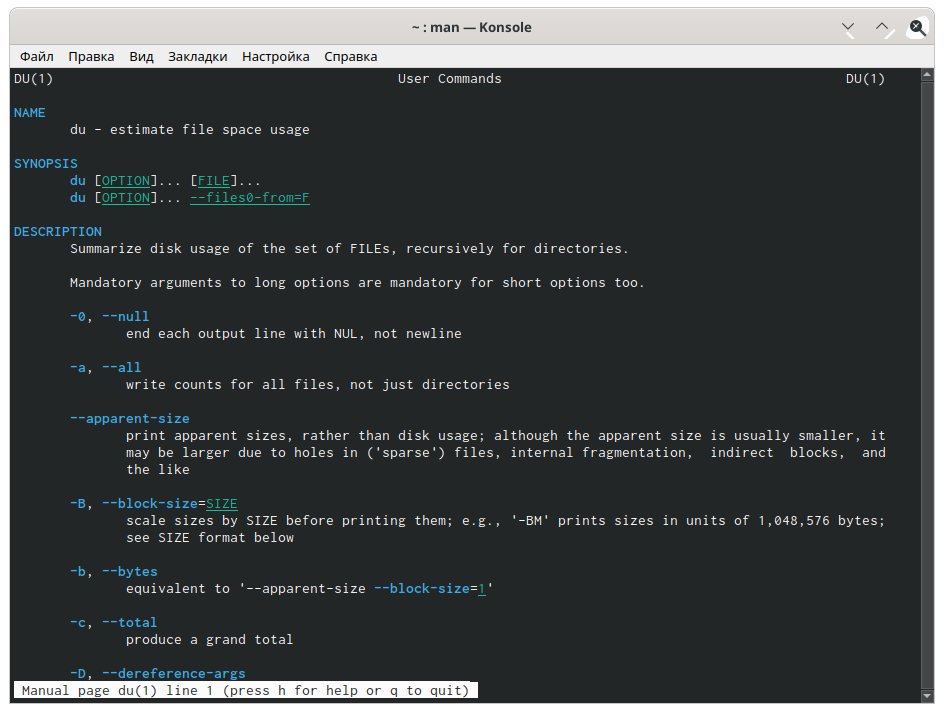 ~ : man — Konsole
Файл Правка Вид Закладки Настройка Справка
DU(1) User Commands DU(1)
NAME
du - estimate file space usage
SYNOPSIS
du [OPTION]... [FILE]...
du [OPTION]... --files0-from=F
DESCRIPTION
Summarize disk usage of the set of FILEs, recursively for directories.
Mandatory arguments to long options are mandatory for short options too.
-0, --null
end each output line with NUL, not newline
-a, --all
write counts for all files, not just directories
--apparent-size
print apparent sizes, rather than disk usage; although the apparent size is usually smaller, it
may be larger due to holes in ('sparse') files, internal fragmentation, indirect blocks, and
the like
-B, --block-size=SIZE
scale sizes by SIZE before printing them; e.g., '-BM' prints sizes in units of 1,048,576 bytes;
see SIZE format below
-b, --bytes
equivalent to '--apparent-size --block-size=1'
-c, --total
produce a grand total
-D, --dereference-args
Manual page du(1) line 1 (press h for help or q to quit)